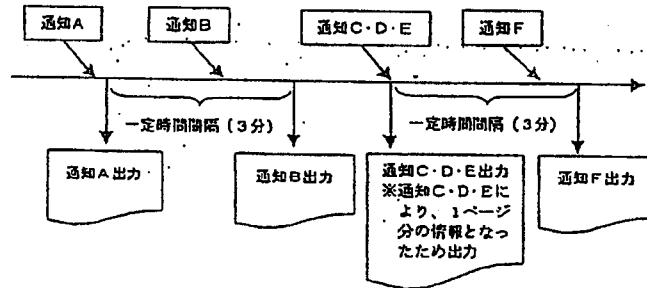 通知A
通知B
通知C・D・E
通知F
一定時間間隔(3分)
一定時間間隔(3分)
通知A出力
通知B出力
通知C・D・E出力
※通知C・D・Eに
より、1ページ
分の情報となっ
たため出力
通知F出力